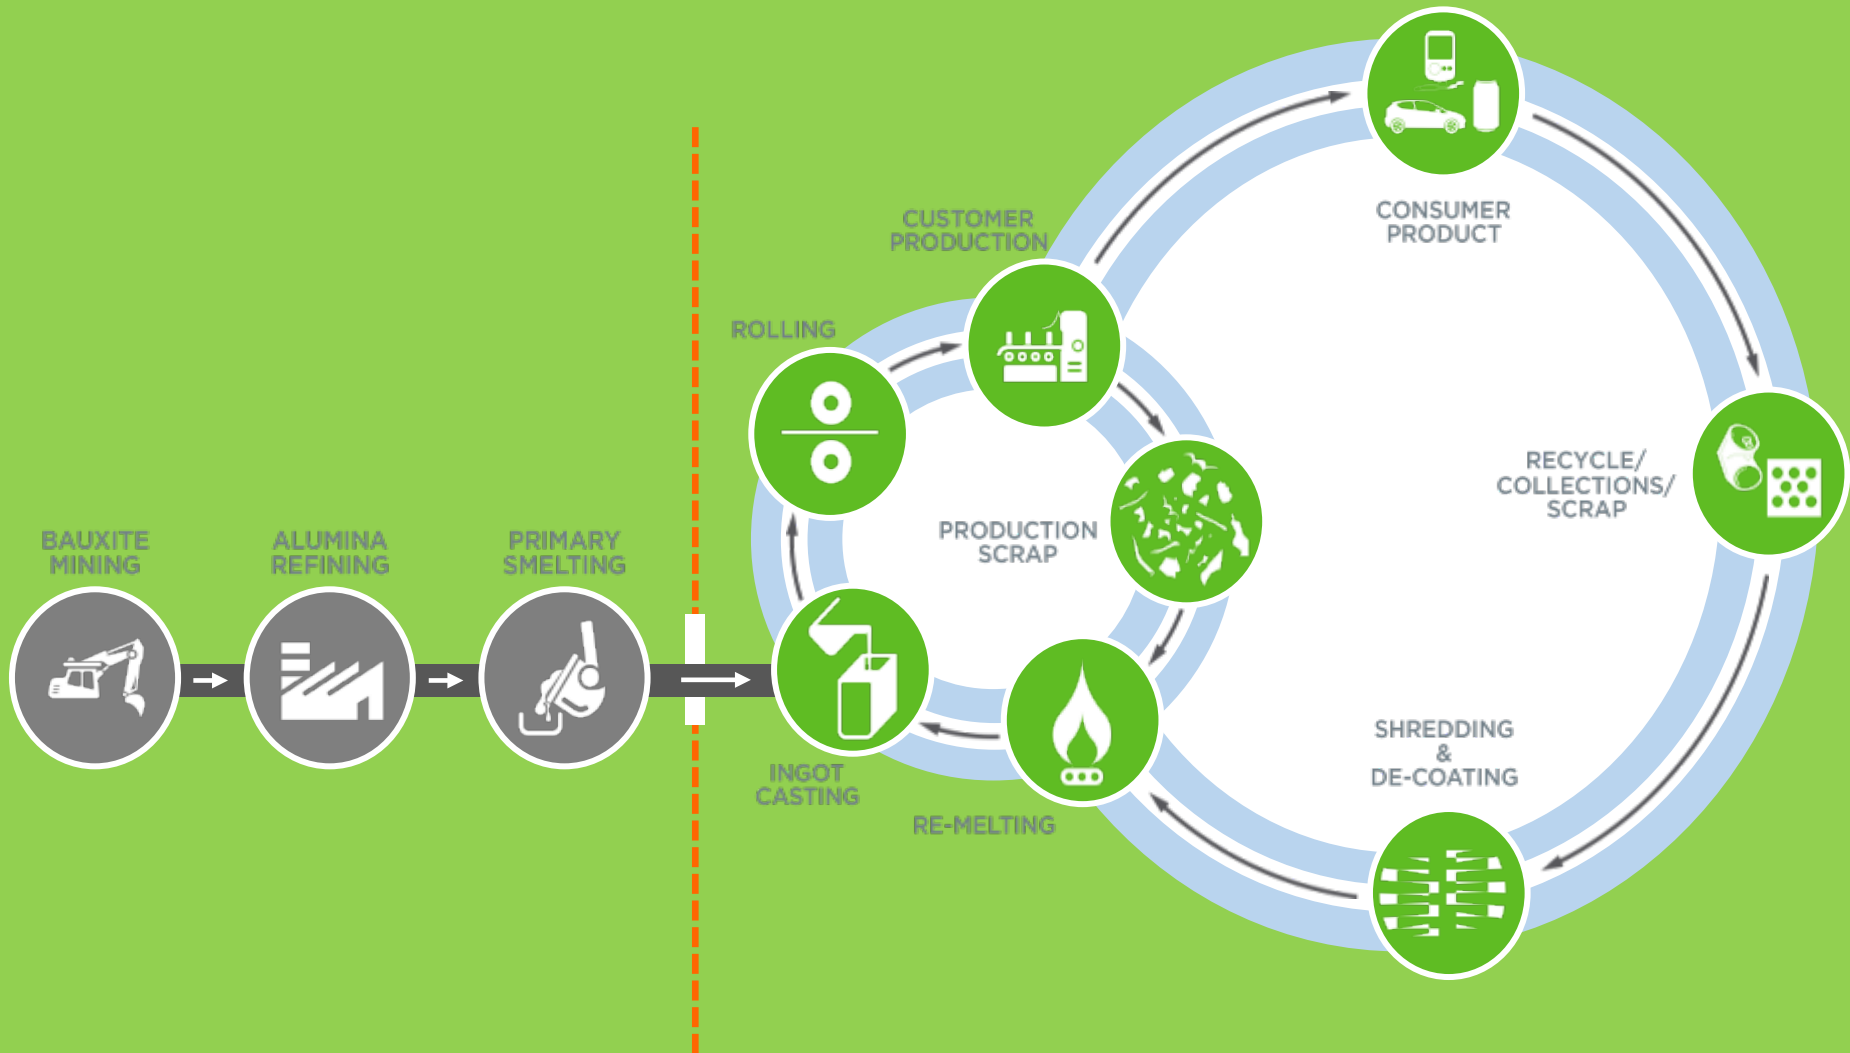 BAUXITE
MINING
ALUMINA
REFINING
PRIMARY
SMELTING
INGOT
CASTING
ROLLING
CUSTOMER
PRODUCTION
PRODUCTION
SCRAP
RE-MELTING
CONSUMER
PRODUCT
RECYCLE/
COLLECTIONS/
SCRAP
SHREDDING
&
DE-COATING